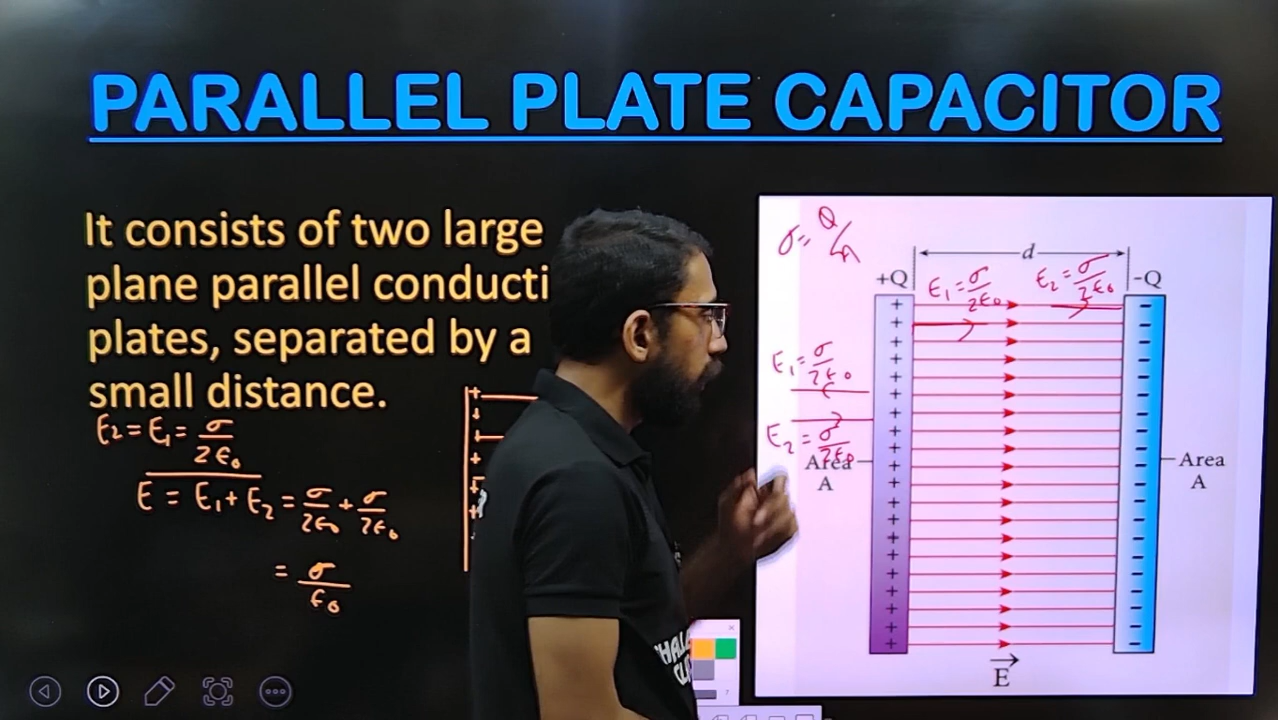 PARALLEL PLATE CAPACITOR
It consists of two large
plane parallel conducti
plates, separated by a
small distance.
E₂ = E₁ = σ/2ε₀
E = E₁ + E₂ = σ/2ε₀ + σ/2ε₀
= σ/ε₀
σ = Q/A
d
+Q
-Q
E₁ = σ/2ε₀
E₂ = σ/2ε₀
E₁ = σ/2ε₀
E₂ = σ/2ε₀
Area
A
Area
A
E